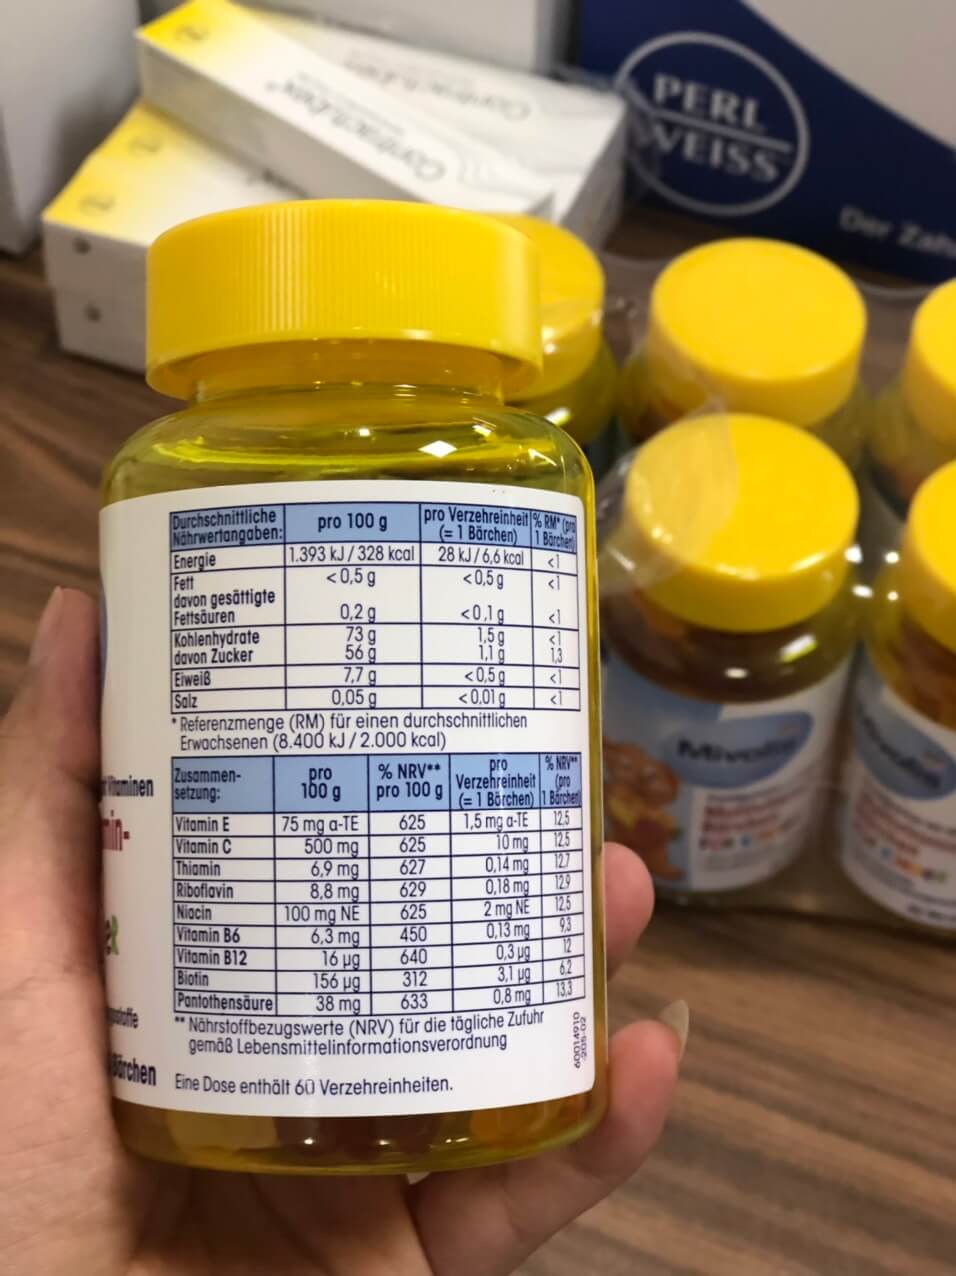 Contractubex
PERL
WEISS
Der Zahn
Durchschnittliche Nährwertangaben: pro 100 g pro Verzehreinheit (= 1 Bärchen) % RM* (pro 1 Bärchen)
Energie 1.393 kJ / 328 kcal 28 kJ / 6,6 kcal <1
Fett <0,5 g <0,5 g <1
davon gesättigte
Fettsäuren 0,2 g <0,1 g <1
Kohlenhydrate 73 g 1,5 g <1
davon Zucker 56 g 1,1 g 1,3
Eiweiß 7,7 g <0,5 g <1
Salz 0,05 g <0,01 g <1
* Referenzmenge (RM) für einen durchschnittlichen
Erwachsenen (8.400 kJ / 2.000 kcal)
Zusammen-setzung: pro 100 g % NRV** pro 100 g pro Verzehreinheit (= 1 Bärchen) % NRV** (pro 1 Bärchen)
Vitamin E 75 mg α-TE 625 1,5 mg α-TE 12,5
Vitamin C 500 mg 625 10 mg 12,5
Thiamin 6,9 mg 627 0,14 mg 12,7
Riboflavin 8,8 mg 629 0,18 mg 12,9
Niacin 100 mg NE 625 2 mg NE 12,5
Vitamin B6 6,3 mg 450 0,13 mg 9,3
Vitamin B12 16 µg 640 0,3 µg 12
Biotin 156 µg 312 3,1 µg 6,2
Pantothensäure 38 mg 633 0,8 mg 13,3
** Nährstoffbezugswerte (NRV) für die tägliche Zufuhr
gemäß Lebensmittelinformationsverordnung
Eine Dose enthält 60 Verzehreinheiten.
60014910
-205-02
Vitaminen
min-
Bärchen
Mivolis